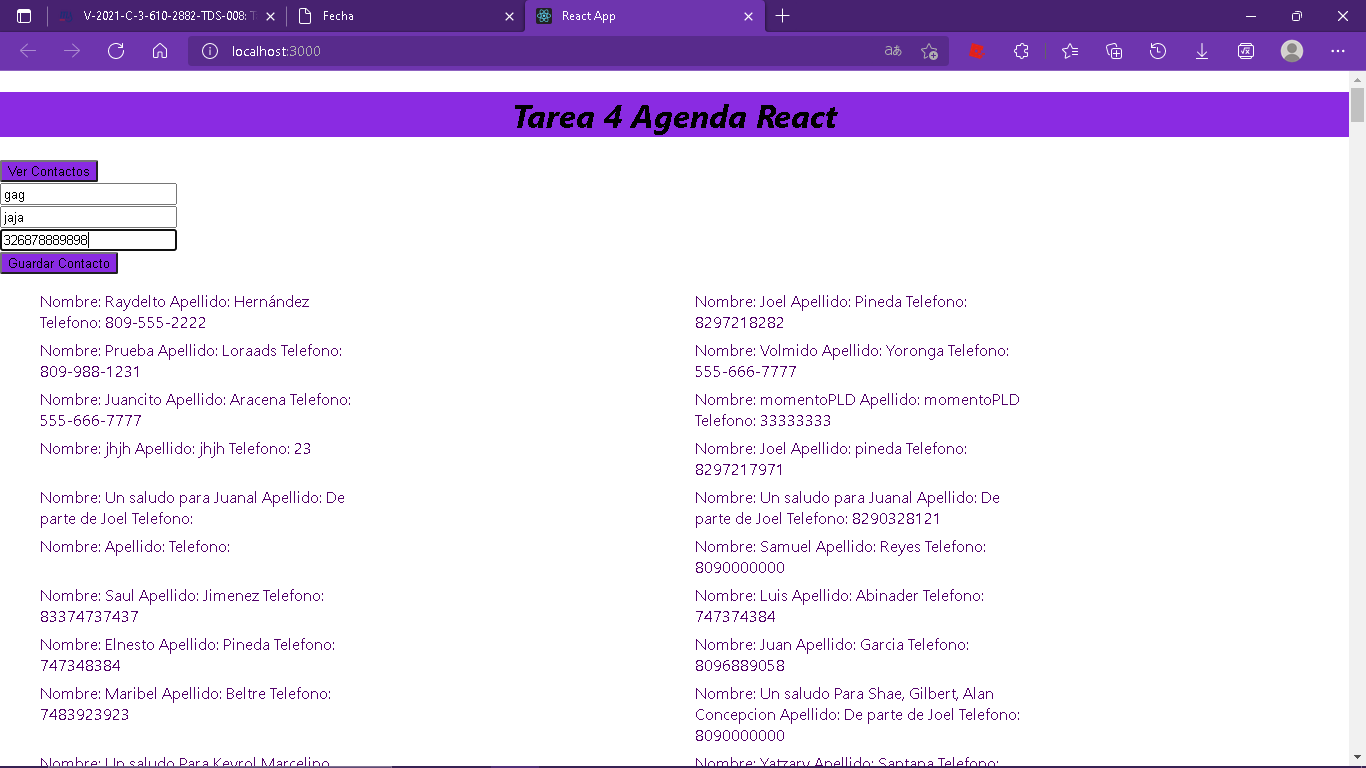 V-2021-C-3-610-2882-TDS-008: T
Fecha
React App
localhost:3000
Tarea 4 Agenda React
Ver Contactos
gag
jaja
326878889898
Guardar Contacto
Nombre: Raydelto Apellido: Hernández
Telefono: 809-555-2222
Nombre: Joel Apellido: Pineda Telefono:
8297218282
Nombre: Prueba Apellido: Loraads Telefono:
809-988-1231
Nombre: Volmido Apellido: Yoronga Telefono:
555-666-7777
Nombre: Juancito Apellido: Aracena Telefono:
555-666-7777
Nombre: momentoPLD Apellido: momentoPLD
Telefono: 33333333
Nombre: jhjh Apellido: jhjh Telefono: 23
Nombre: Joel Apellido: pineda Telefono:
8297217971
Nombre: Un saludo para Juanal Apellido: De
parte de Joel Telefono:
Nombre: Un saludo para Juanal Apellido: De
parte de Joel Telefono: 8290328121
Nombre: Apellido: Telefono:
Nombre: Samuel Apellido: Reyes Telefono:
8090000000
Nombre: Saul Apellido: Jimenez Telefono:
83374737437
Nombre: Luis Apellido: Abinader Telefono:
747374384
Nombre: Elnesto Apellido: Pineda Telefono:
747348384
Nombre: Juan Apellido: Garcia Telefono:
8096889058
Nombre: Maribel Apellido: Beltre Telefono:
7483923923
Nombre: Un saludo Para Shae, Gilbert, Alan
Concepcion Apellido: De parte de Joel Telefono:
8090000000
Nombre: Un saludo Para Keyrol Marcelino
Nombre: Yatzary Apellido: Santana Telefono: